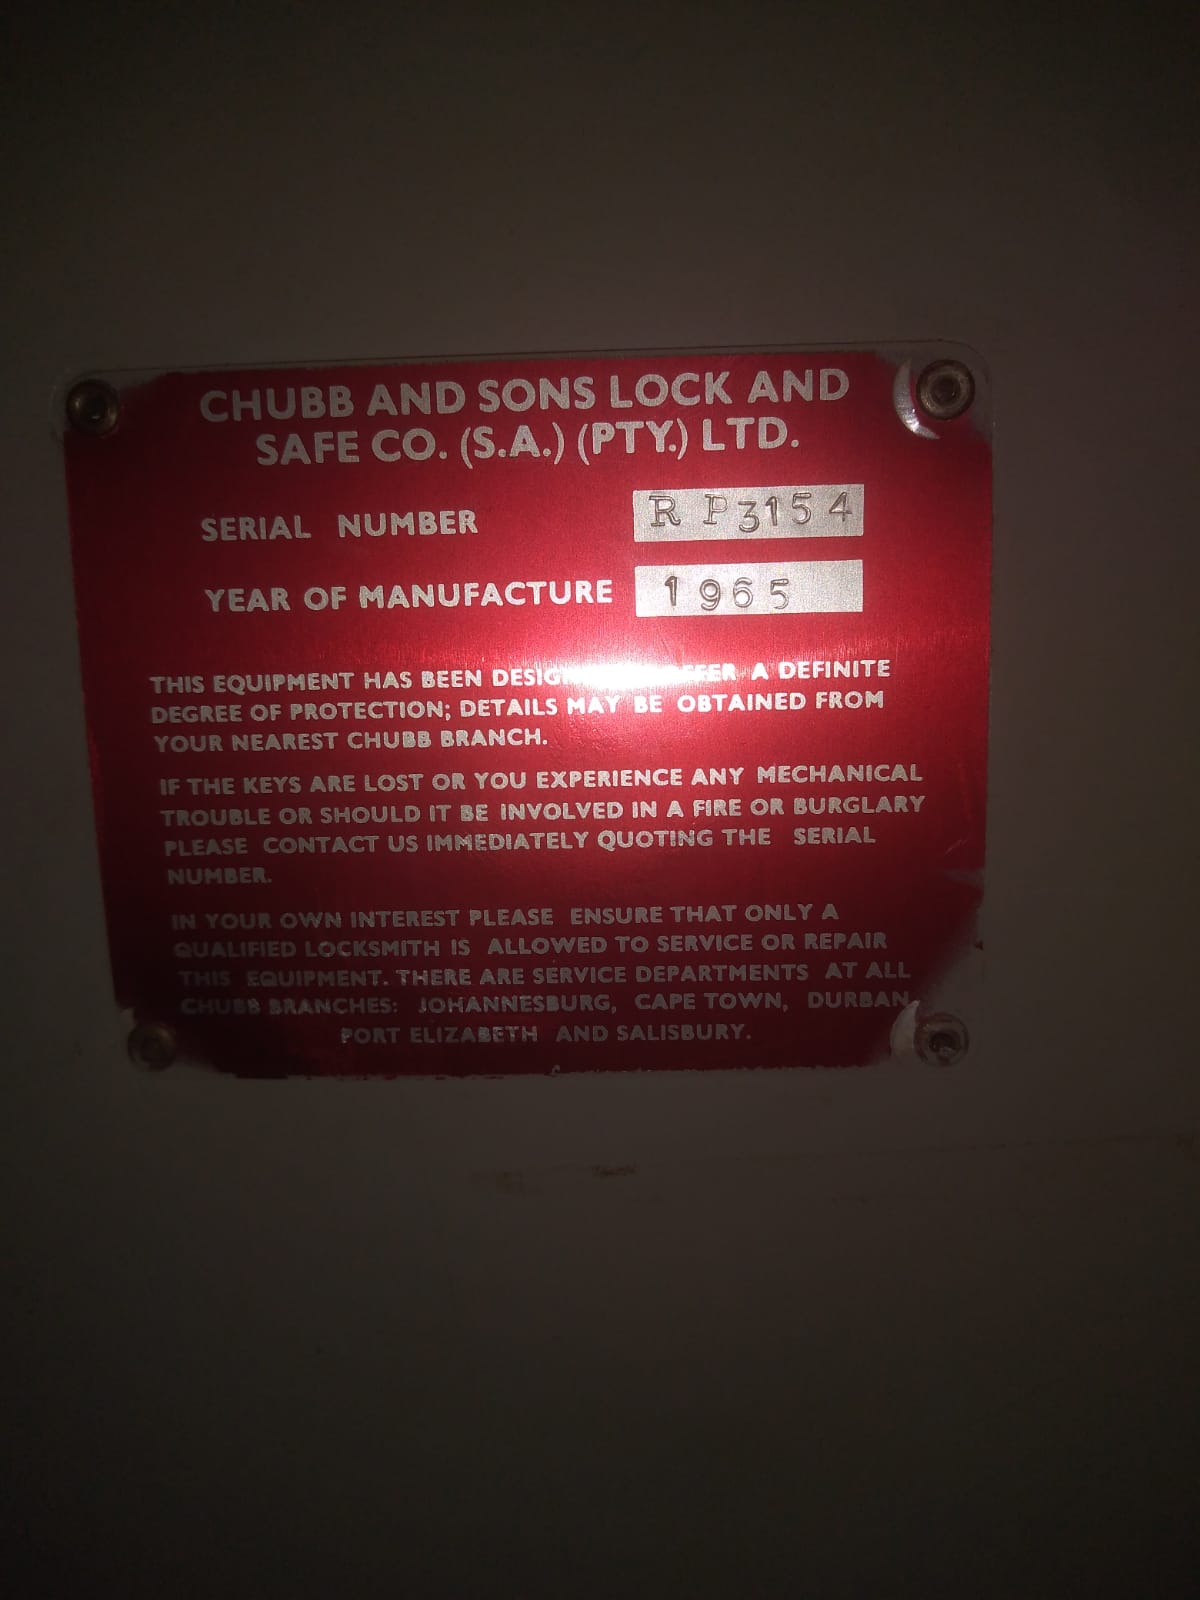 CHUBB AND SONS LOCK AND
SAFE CO. (S.A.) (PTY.) LTD.
SERIAL NUMBER RP3154
YEAR OF MANUFACTURE 1965
THIS EQUIPMENT HAS BEEN A DEFINITE
DEGREE OF PROTECTION; DETAILS MAY BE OBTAINED FROM
YOUR NEAREST CHUBB BRANCH.
IF THE KEYS ARE LOST OR YOU EXPERIENCE ANY MECHANICAL
TROUBLE OR SHOULD IT BE INVOLVED IN A FIRE OR BURGLARY
PLEASE CONTACT US IMMEDIATELY QUOTING THE SERIAL
NUMBER.
IN YOUR OWN INTEREST PLEASE ENSURE THAT ONLY A
QUALIFIED LOCKSMITH IS ALLOWED TO SERVICE OR REPAIR
THIS EQUIPMENT. THERE ARE SERVICE DEPARTMENTS AT ALL
CHUBB BRANCHES: JOHANNESBURG, CAPE TOWN, DURBAN,
PORT ELIZABETH AND SALISBURY.